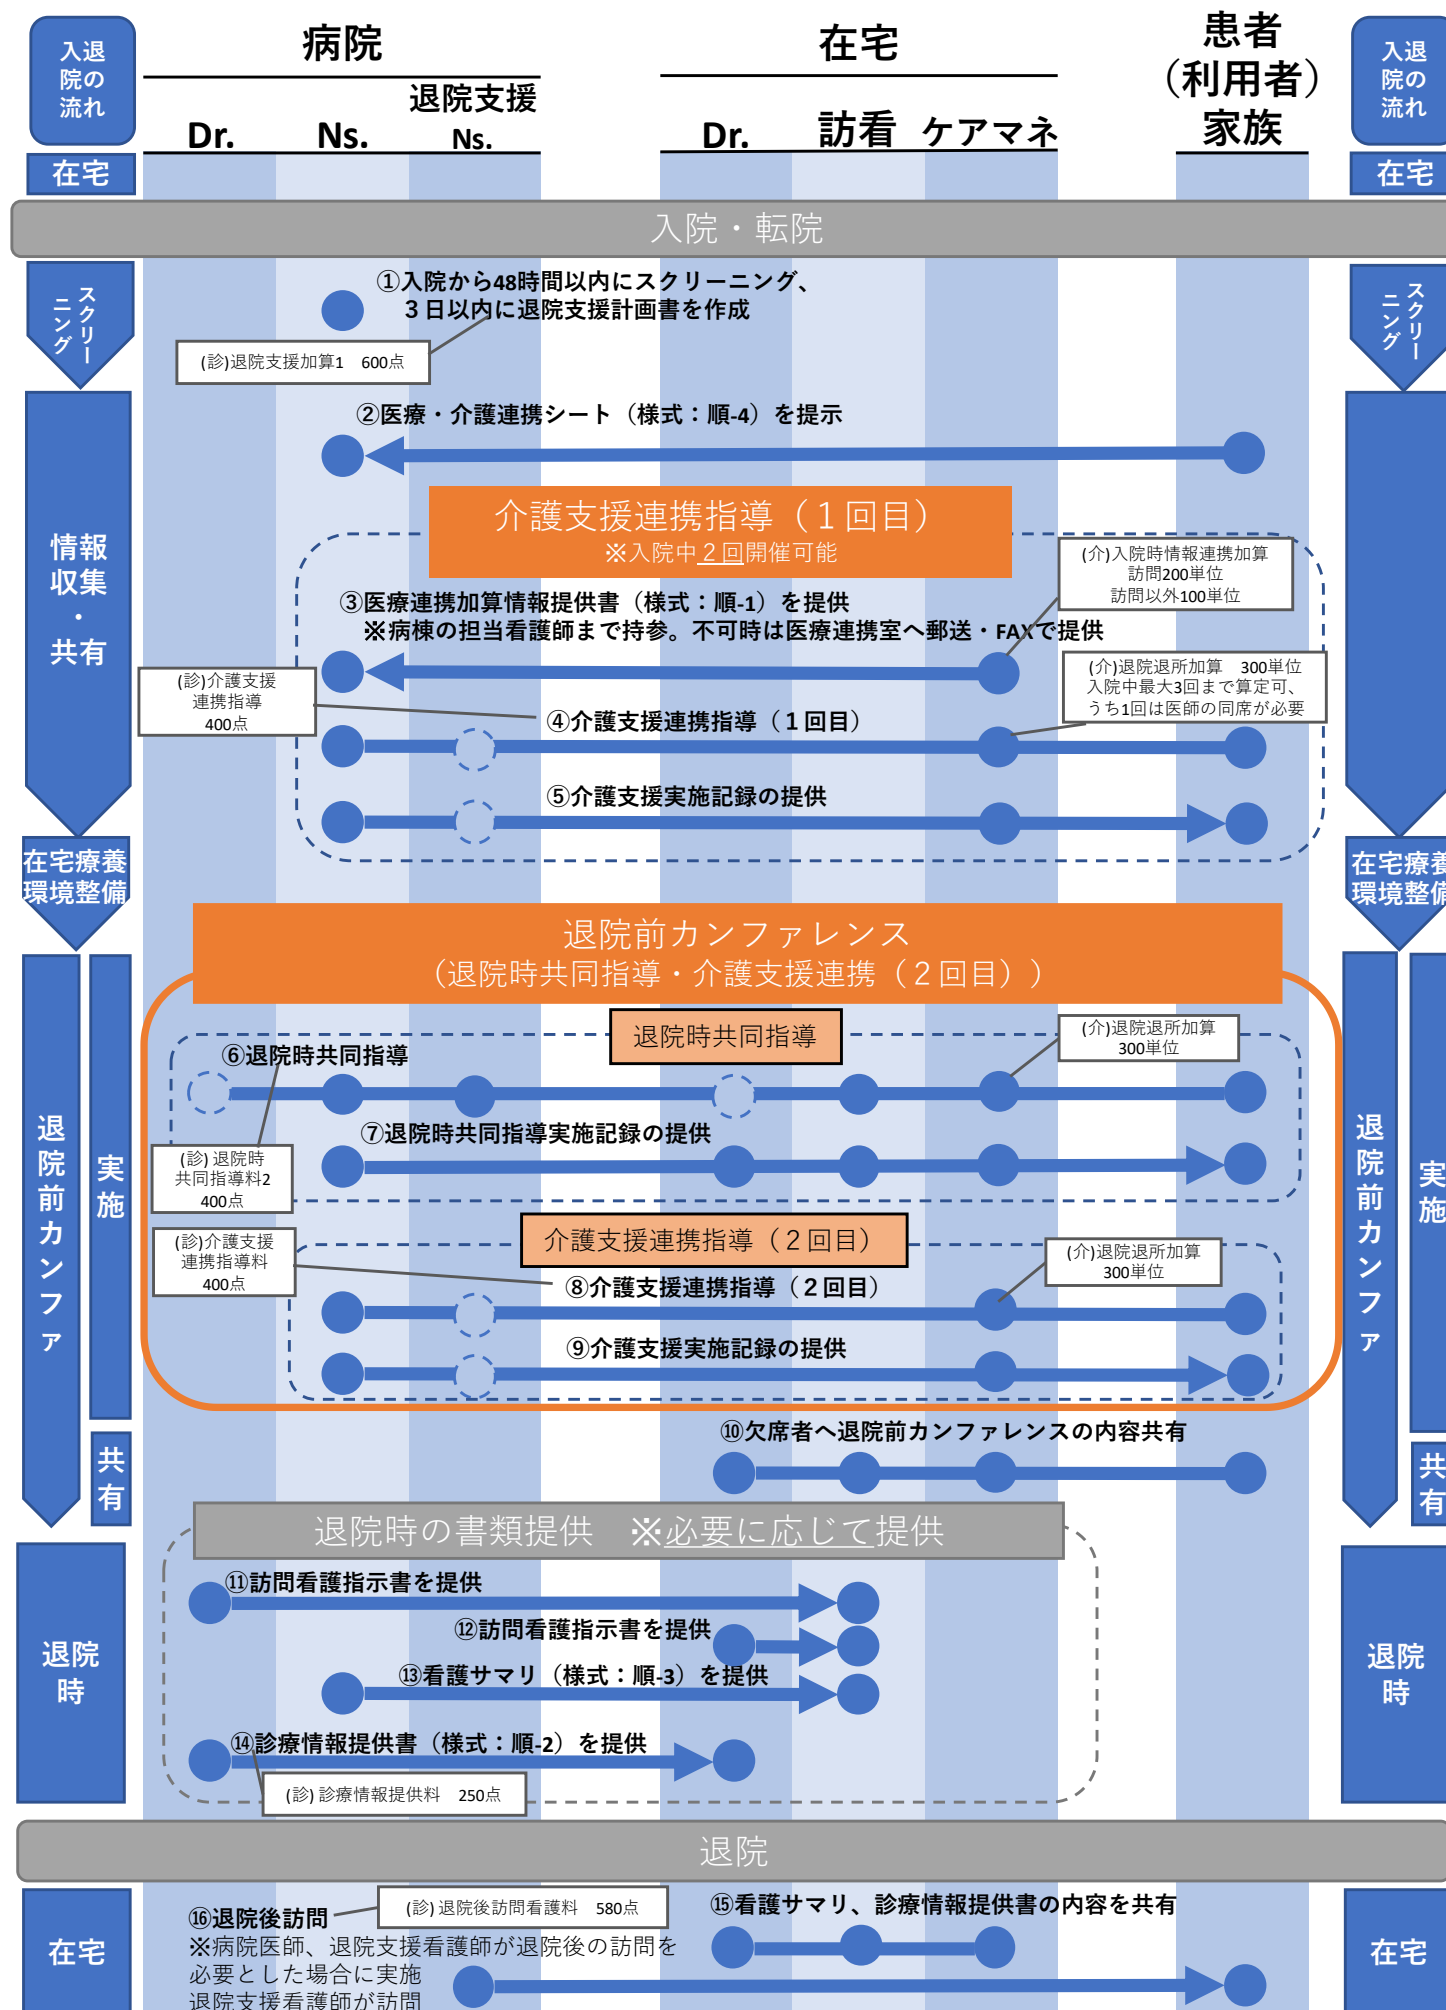 入退
院の
流れ
病院
在宅
患者
（利用者）
家族
入退
院の
流れ
Dr.
Ns.
退院支援
Ns.
Dr.
訪看
ケアマネ
在宅
在宅
入院・転院
スクリー
ニング
スクリー
ニング
①入院から48時間以内にスクリーニング、
３日以内に退院支援計画書を作成
(診)退院支援加算1　600点
②医療・介護連携シート（様式：順-4）を提示
情報
収集
・
共有
介護支援連携指導（１回目）
※入院中２回開催可能
(介)入院時情報連携加算
訪問200単位
訪問以外100単位
③医療連携加算情報提供書（様式：順-1）を提供
※病棟の担当看護師まで持参。不可時は医療連携室へ郵送・FAXで提供
(診)介護支援
連携指導
400点
(介)退院退所加算　300単位
入院中最大3回まで算定可、
うち1回は医師の同席が必要
④介護支援連携指導（１回目）
⑤介護支援実施記録の提供
在宅療養
環境整備
在宅療養
環境整備
退院前カンファレンス
（退院時共同指導・介護支援連携（２回目））
退院前カンファ
実施
退院前カンファ
実施
退院時共同指導
(介)退院退所加算
300単位
⑥退院時共同指導
⑦退院時共同指導実施記録の提供
(診) 退院時
共同指導料2
400点
介護支援連携指導（２回目）
(診)介護支援
連携指導料
400点
(介)退院退所加算
300単位
⑧介護支援連携指導（２回目）
⑨介護支援実施記録の提供
共有
共有
⑩欠席者へ退院前カンファレンスの内容共有
退院時の書類提供　※必要に応じて提供
退院
時
退院
時
⑪訪問看護指示書を提供
⑫訪問看護指示書を提供
⑬看護サマリ（様式：順-3）を提供
⑭診療情報提供書（様式：順-2）を提供
(診) 診療情報提供料　250点
退院
在宅
在宅
(診) 退院後訪問看護料　580点
⑮看護サマリ、診療情報提供書の内容を共有
⑯退院後訪問
※病院医師、退院支援看護師が退院後の訪問を
必要とした場合に実施
退院支援看護師が訪問